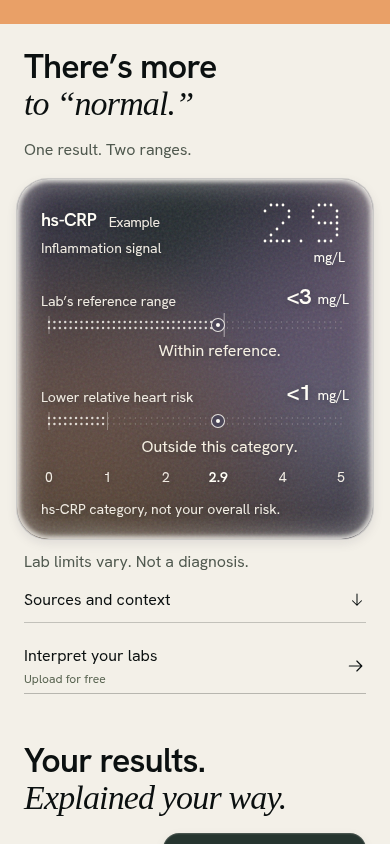 There’s more
to “normal.”
One result. Two ranges.
hs-CRP Example
2.9
Inflammation signal
mg/L
Lab’s reference range <3 mg/L
Within reference.
Lower relative heart risk <1 mg/L
Outside this category.
0 1 2 2.9 4 5
hs-CRP category, not your overall risk.
Lab limits vary. Not a diagnosis.
Sources and context ↓
Interpret your labs →
Upload for free
Your results.
Explained your way.